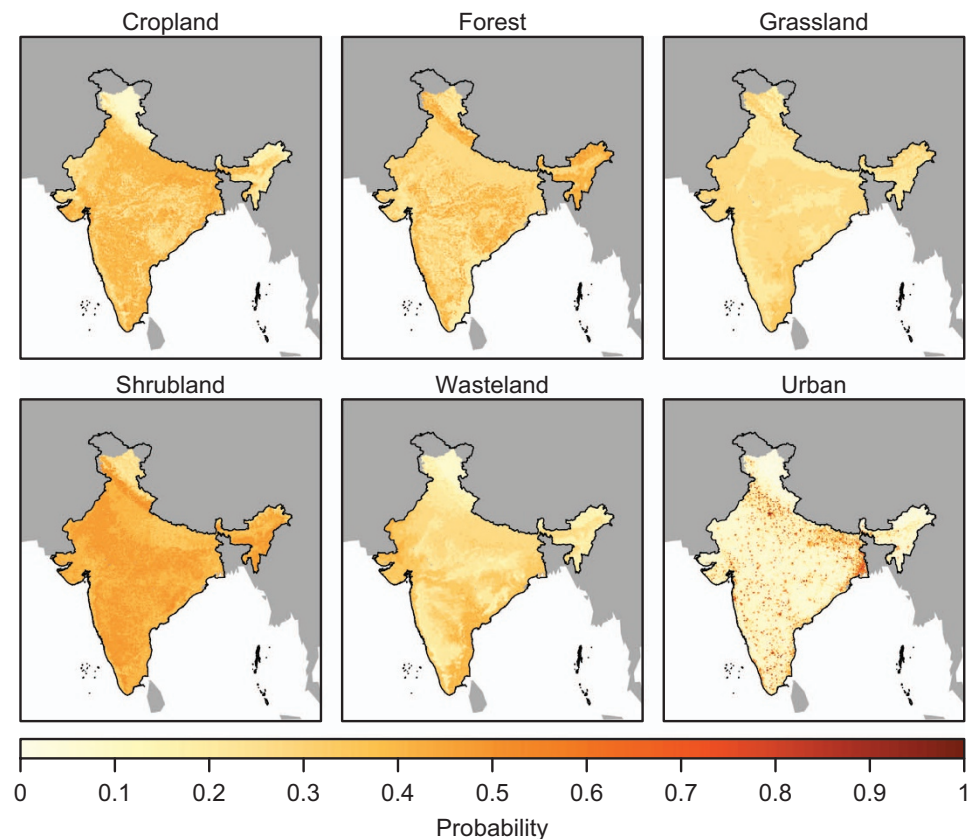 Cropland Forest Grassland
Shrubland Wasteland Urban
0 0.1 0.2 0.3 0.4 0.5 0.6 0.7 0.8 0.9 1
Probability